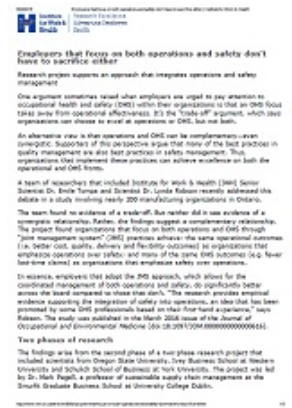 Institute
for Work &
Health
Research Excellence
Employers that focus on both operations and safety don't
have to sacrifice either
Research project supports an approach that integrates operations and safety
management
One argument sometimes raised when employers are urged to pay attention to
occupational health and safety (OHS) within their organizations is that an OHS focus
takes away from operational effectiveness. It's the "trade-off" argument, which says
organizations can choose to excel at operations or OHS, but not both.
An alternative view is that operations and OHS can be complementary—even
synergistic. Supporters of this perspective argue that many of the best practices in
quality management are also best practices in safety management. Thus,
organizations that implement these practices can achieve excellence on both the
operational and OHS fronts.
A team of researchers that included Institute for Work & Health (IWH) Senior
Scientist Dr. Emile Tompa and Scientist Dr. Lynda Robson recently addressed this
debate in a study involving nearly 200 manufacturing organizations in Ontario.
The team found no evidence of a trade-off. But neither did it see evidence of a
synergistic relationship. Rather, the findings suggest a complementary relationship.
The project found organizations that focus on both operations and OHS through
"joint management system" (JMS) practices achieve the same operational outcomes
(i.e. better cost, quality, delivery and flexibility outcomes) as organizations that
emphasize operations over safety; and many of the same OHS outcomes (e.g. fewer
lost-time claims) as organizations that emphasize safety over operations.
In essence, employers that adopt the JMS approach, which allows for the
coordinated management of both operations and safety, do significantly better
across the board compared to those that don't. "The research provides empirical
evidence supporting the integration of safety into operations, an idea that has been
promoted by some OHS professionals based on their first-hand experience," says
Robson. The study was published in the March 2016 issue of the Journal of
Occupational and Environmental Medicine
Two phases of research
The findings arise from the second phase of a two phase research project that
included scientists from Oregon State University, Ivey Business School at Western
University and Schulich School of Business at York University. The project was led
by Dr. Mark Pagell, a professor of sustainable supply chain management at the
Smurfit Graduate Business School at University College Dublin.